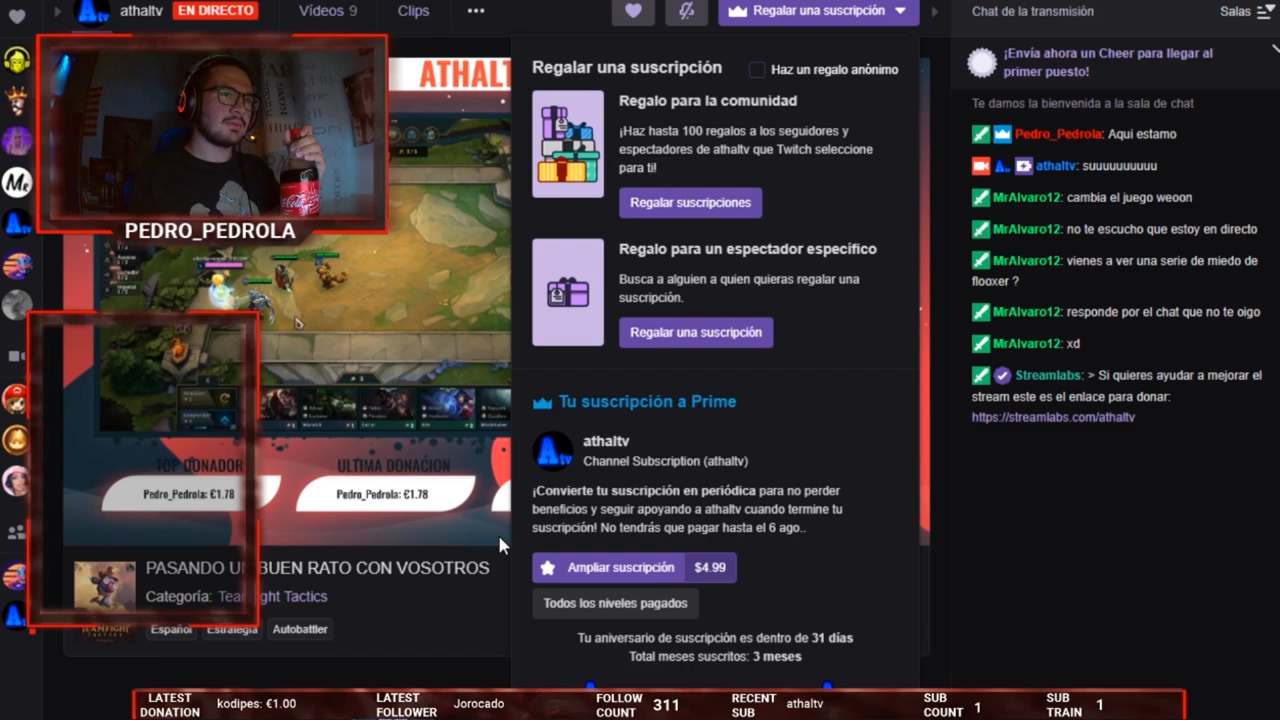 athaltv EN DIRECTO Vídeos 9 Clips
Regalar una suscripción
Chat de la transmisión
Salas
ATHALT
PEDRO_PEDROLA
TOP DONADOR
ULTIMA DONACION
Pedro_Pedrola: €1.78
Pedro_Pedrola: €1.78
PASANDO UN BUEN RATO CON VOSOTROS
Categoría: Teamfight Tactics
Español Estrategia Autobattler
Regalar una suscripción
Haz un regalo anónimo
Regalo para la comunidad
¡Haz hasta 100 regalos a los seguidores y
espectadores de athaltv que Twitch seleccione
para ti!
Regalar suscripciones
Regalo para un espectador específico
Busca a alguien a quien quieras regalar una
suscripción.
Regalar una suscripción
Tu suscripción a Prime
athaltv
Channel Subscription (athaltv)
¡Convierte tu suscripción en periódica para no perder
beneficios y seguir apoyando a athaltv cuando termine tu
suscripción! No tendrás que pagar hasta el 6 ago..
Ampliar suscripción $4.99
Todos los niveles pagados
Tu aniversario de suscripción es dentro de 31 días
Total meses suscritos: 3 meses
¡Envía ahora un Cheer para llegar al
primer puesto!
Te damos la bienvenida a la sala de chat
Pedro_Pedrola: Aqui estamo
athaltv: suuuuuuuuuu
MrAlvaro12: cambia el juego weoon
MrAlvaro12: no te escucho que estoy en directo
MrAlvaro12: vienes a ver una serie de miedo de
flooxer ?
MrAlvaro12: responde por el chat que no te oigo
MrAlvaro12: xd
Streamlabs: > Si quieres ayudar a mejorar el
stream este es el enlace para donar:
https://streamlabs.com/athaltv
LATEST
DONATION
kodipes: €1.00
LATEST
FOLLOWER
Jorocado
FOLLOW
COUNT
311
RECENT
SUB
athaltv
SUB
COUNT
1
SUB
TRAIN
1